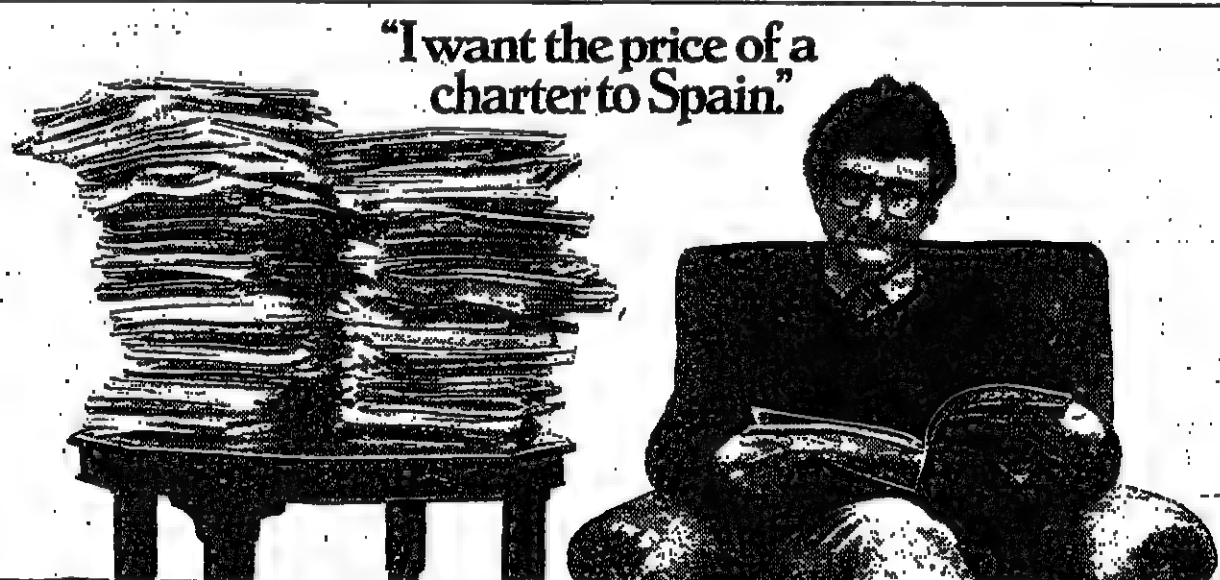 “I want the price of a
charter to Spain.”